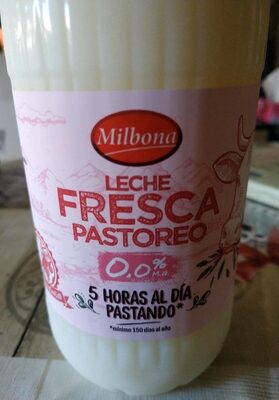 Milbona
LECHE
FRESCA
PASTOREO
0,0% M.G.
5 HORAS AL DÍA
PASTANDO*
*mínimo 150 días al año